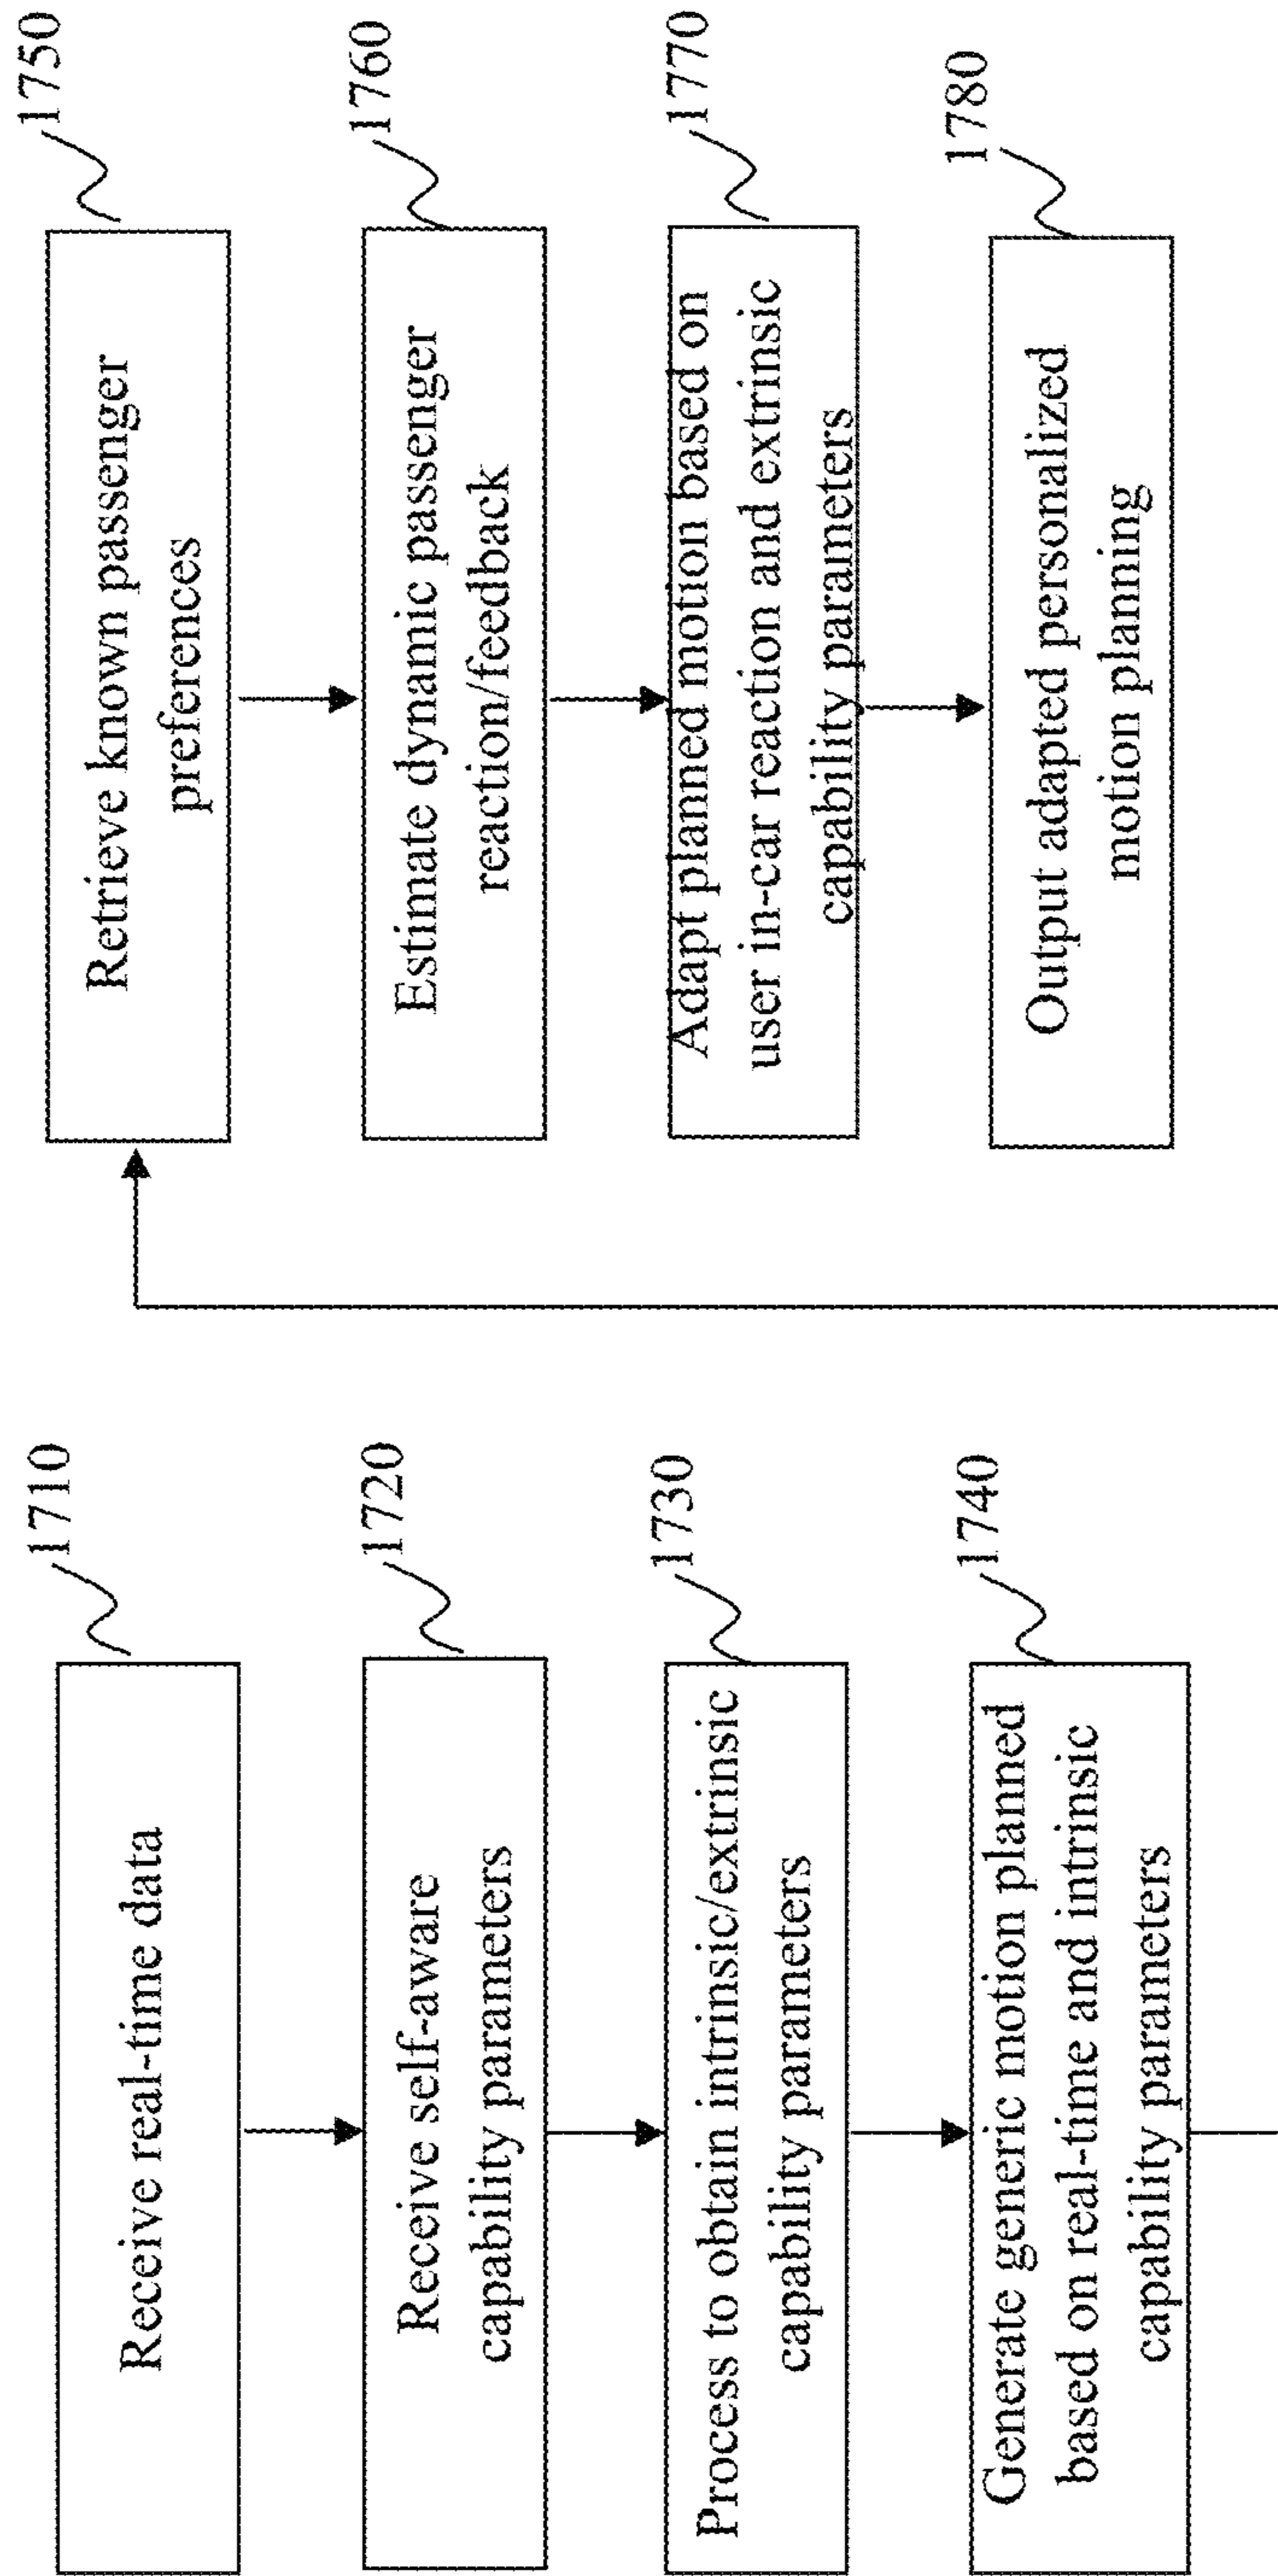 1710
Receive real-time data
1720
Receive self-aware
capability parameters
1730
Process to obtain intrinsic/extrinsic
capability parameters
1740
Generate generic motion planned
based on real-time and intrinsic
capability parameters
1750
Retrieve known passenger
preferences
1760
Estimate dynamic passenger
reaction/feedback
1770
Adapt planned motion based on
user in-car reaction and extrinsic
capability parameters
1780
Output adapted personalized
motion planning